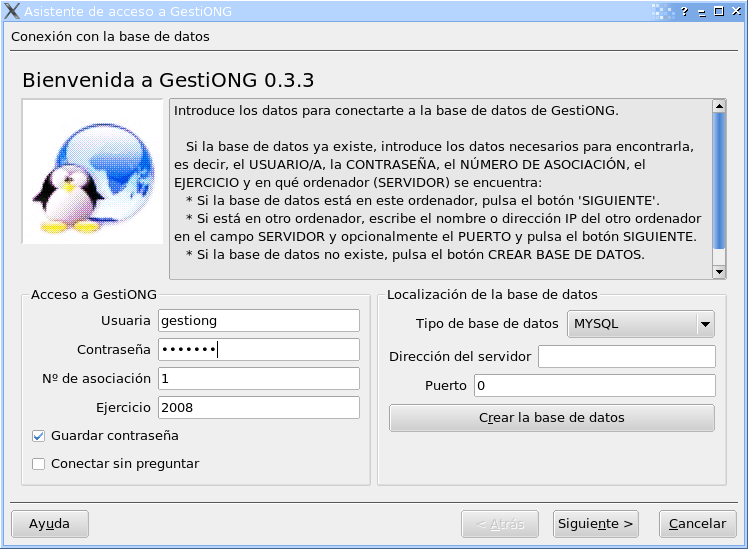 Asistente de acceso a GestiONG
Conexión con la base de datos
Bienvenida a GestiONG 0.3.3
Introduce los datos para conectarte a la base de datos de GestiONG.
Si la base de datos ya existe, introduce los datos necesarios para encontrarla,
es decir, el USUARIO/A, la CONTRASEÑA, el NÚMERO DE ASOCIACIÓN, el
EJERCICIO y en qué ordenador (SERVIDOR) se encuentra:
* Si la base de datos está en este ordenador, pulsa el botón 'SIGUIENTE'.
* Si está en otro ordenador, escribe el nombre o dirección IP del otro ordenador
en el campo SERVIDOR y opcionalmente el PUERTO y pulsa el botón SIGUIENTE.
* Si la base de datos no existe, pulsa el botón CREAR BASE DE DATOS.
Acceso a GestiONG
Usuaria gestiong
Contraseña •••••••
Nº de asociación 1
Ejercicio 2008
Guardar contraseña
Conectar sin preguntar
Localización de la base de datos
Tipo de base de datos MYSQL
Dirección del servidor
Puerto 0
Crear la base de datos
Ayuda
< Atrás
Siguiente >
Cancelar